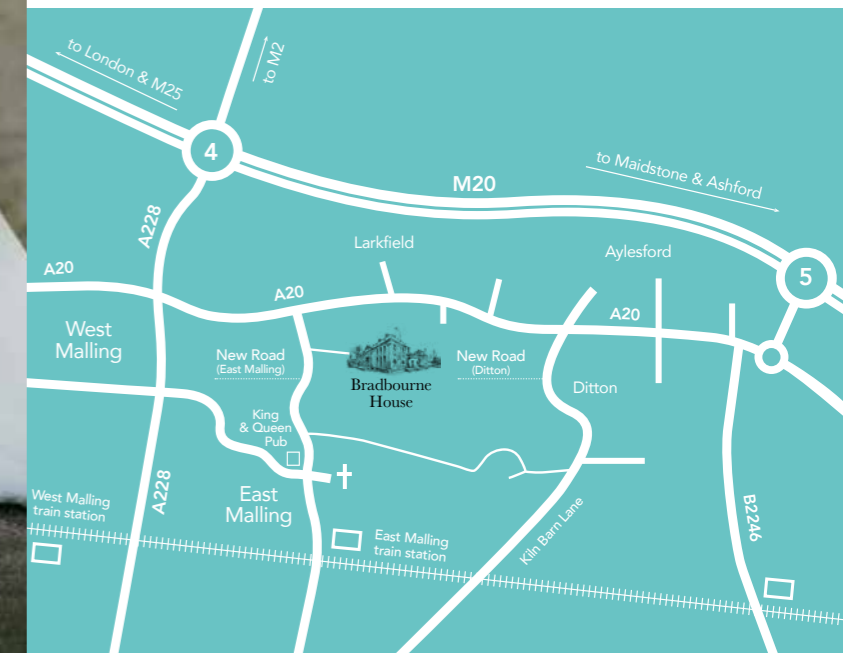 to London & M25
to M2
4
M20
to Maidstone & Ashford
5
A228
A20
Larkfield
A20
Aylesford
A20
West
Malling
New Road
(East Malling)
Bradbourne
House
New Road
(Ditton)
Ditton
King
& Queen
Pub
East
Malling
A228
West Malling
train station
East Malling
train station
Kiln Barn Lane
B2246